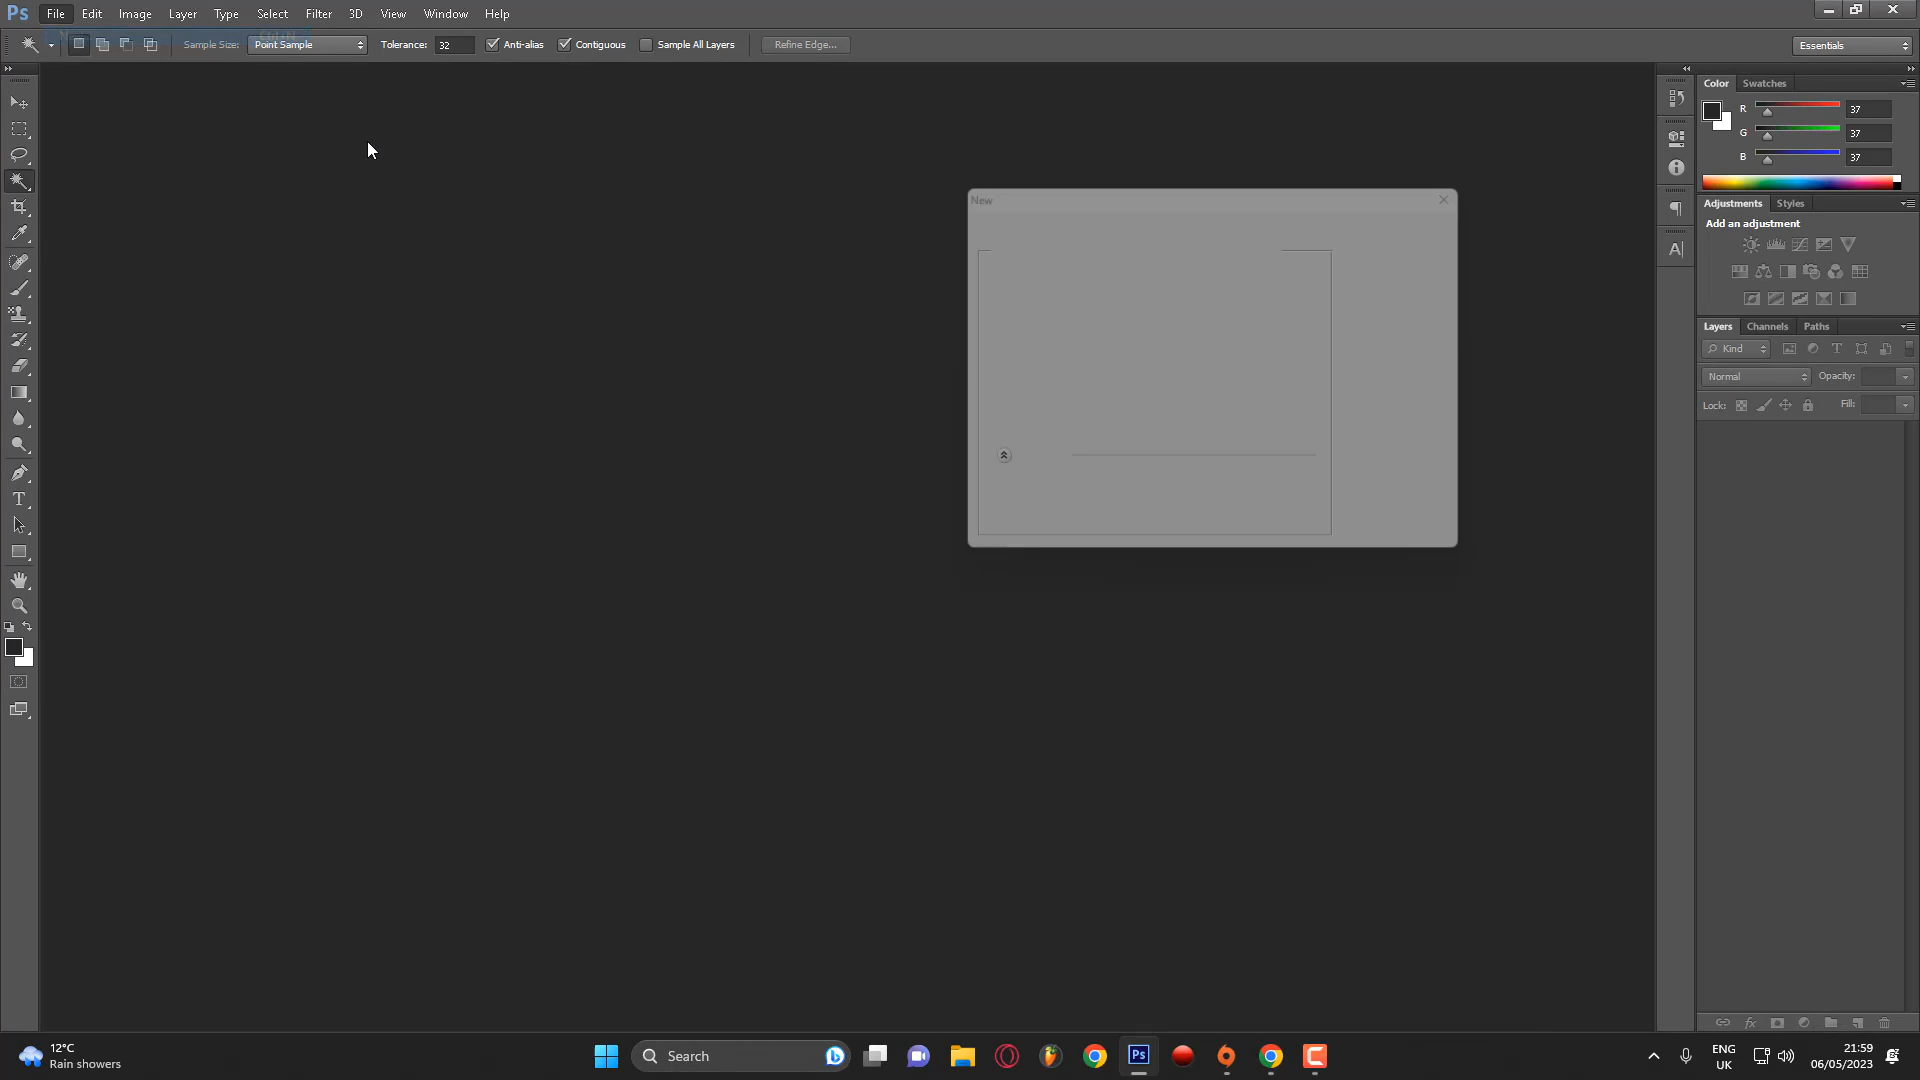 Ps File Edit Image Layer Type Select Filter 3D View Window Help
Sample Size: Point Sample Tolerance: 32 Anti-alias Contiguous Sample All Layers Refine Edge... Essentials
Ctrl+N
Color Swatches
R 37
G 37
B 37
New
Adjustments Styles
Add an adjustment
Layers Channels Paths
Kind
Normal Opacity:
Lock: Fill:
T
A
fx
12°C
Rain showers
Search
Ps
ENG
UK
21:59
06/05/2023